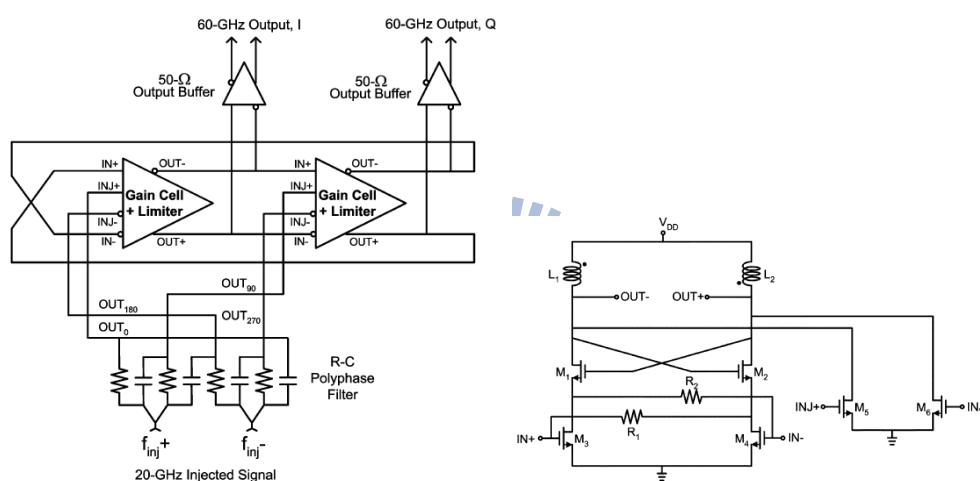 60-GHz Output, I
60-GHz Output, Q
50-Ω
Output Buffer
50-Ω
Output Buffer
IN+
OUT-
INJ+
Gain Cell
+ Limiter
INJ-
IN-
OUT+
IN+
OUT-
INJ+
Gain Cell
+ Limiter
INJ-
IN-
OUT+
OUT90
OUT180
OUT270
OUT0
R-C
Polyphase
Filter
finj+
finj-
20-GHz Injected Signal
VDD
L1
L2
OUT-
OUT+
M1
M2
R2
INJ+
M5
M6
INJ
R1
IN+
M3
M4
IN-